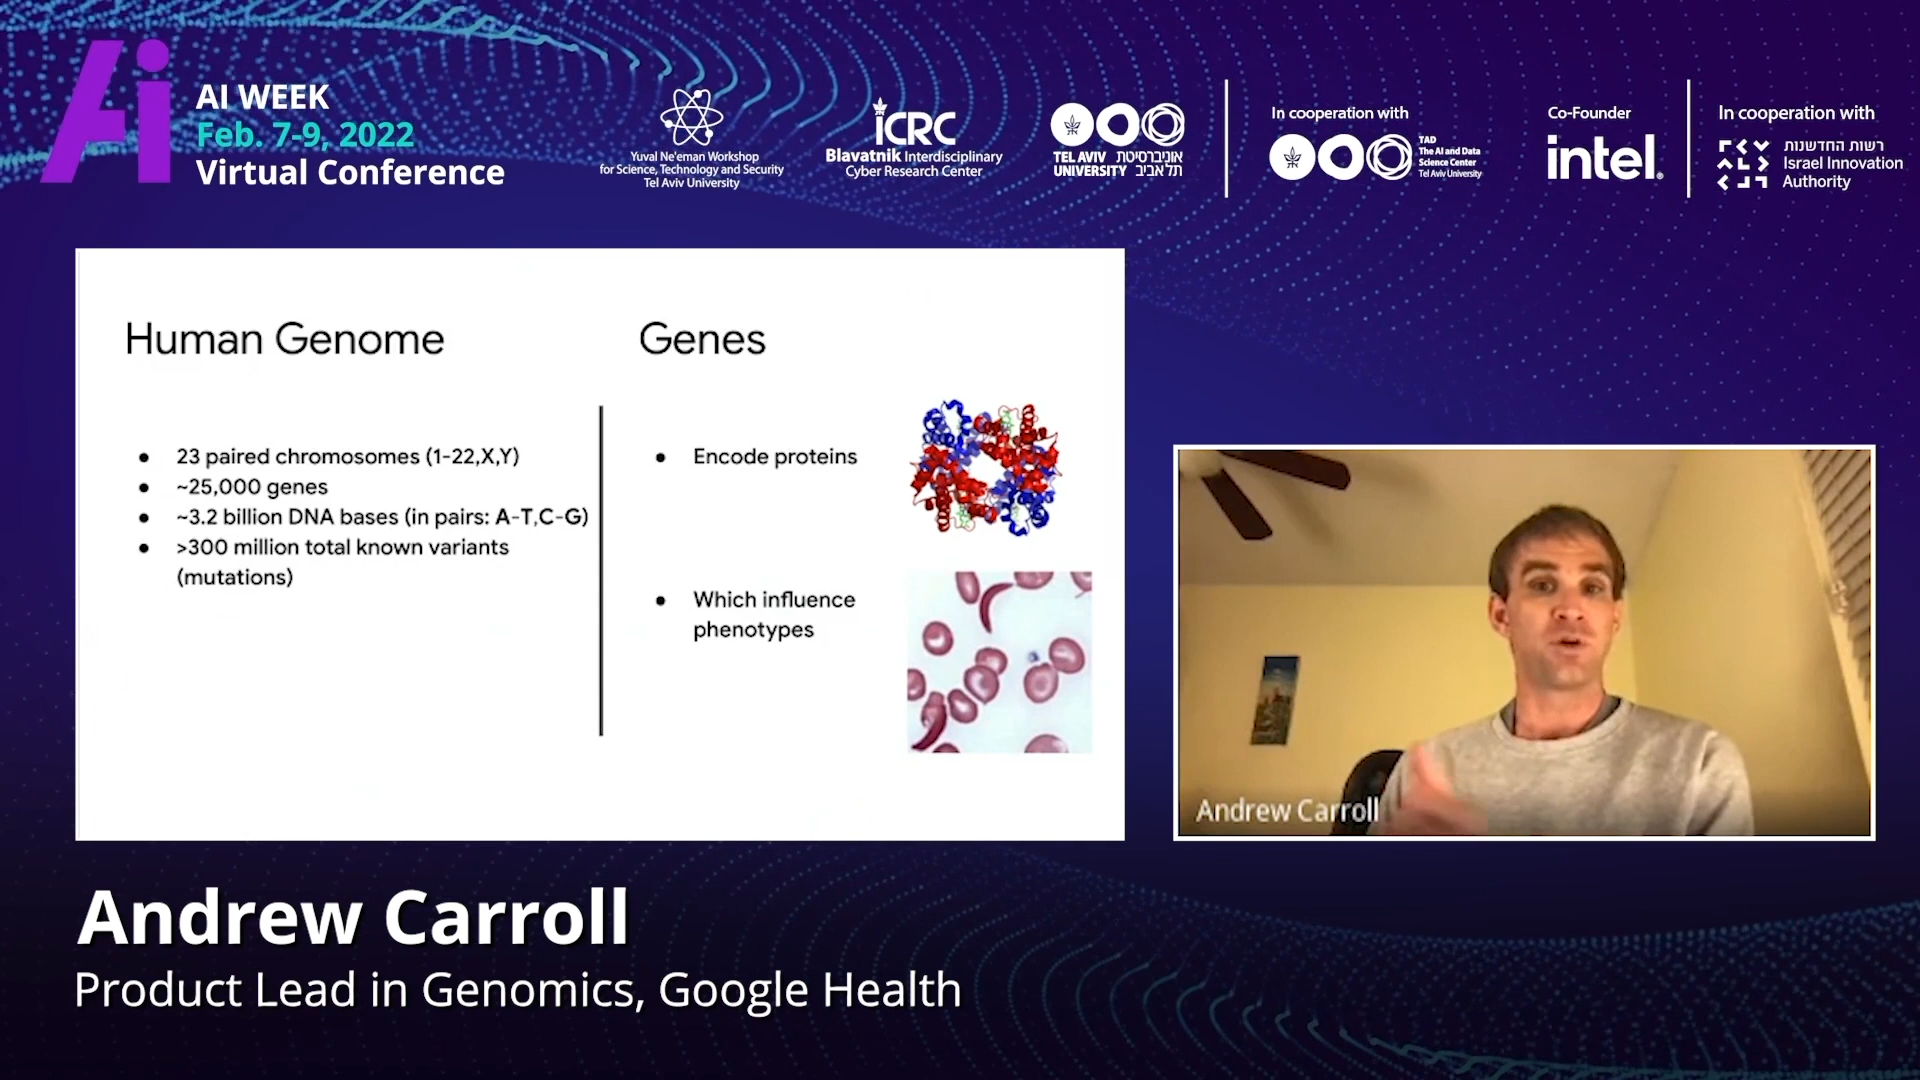 Ai
AI WEEK
Feb. 7-9, 2022
Virtual Conference
Yuval Ne'eman Workshop
for Science, Technology and Security
Tel Aviv University
iCRC
Blavatnik Interdisciplinary
Cyber Research Center
TEL AVIV אוניברסיטת
UNIVERSITY תל אביב
In cooperation with
TAD
The AI and Data
Science Center
Tel Aviv University
Co-Founder
intel.
In cooperation with
רשות החדשנות
Israel Innovation
Authority
Human Genome
• 23 paired chromosomes (1-22,X,Y)
• ~25,000 genes
• ~3.2 billion DNA bases (in pairs: A-T,C-G)
• >300 million total known variants
(mutations)
Genes
• Encode proteins
• Which influence
phenotypes
Andrew Carroll
Andrew Carroll
Product Lead in Genomics, Google Health